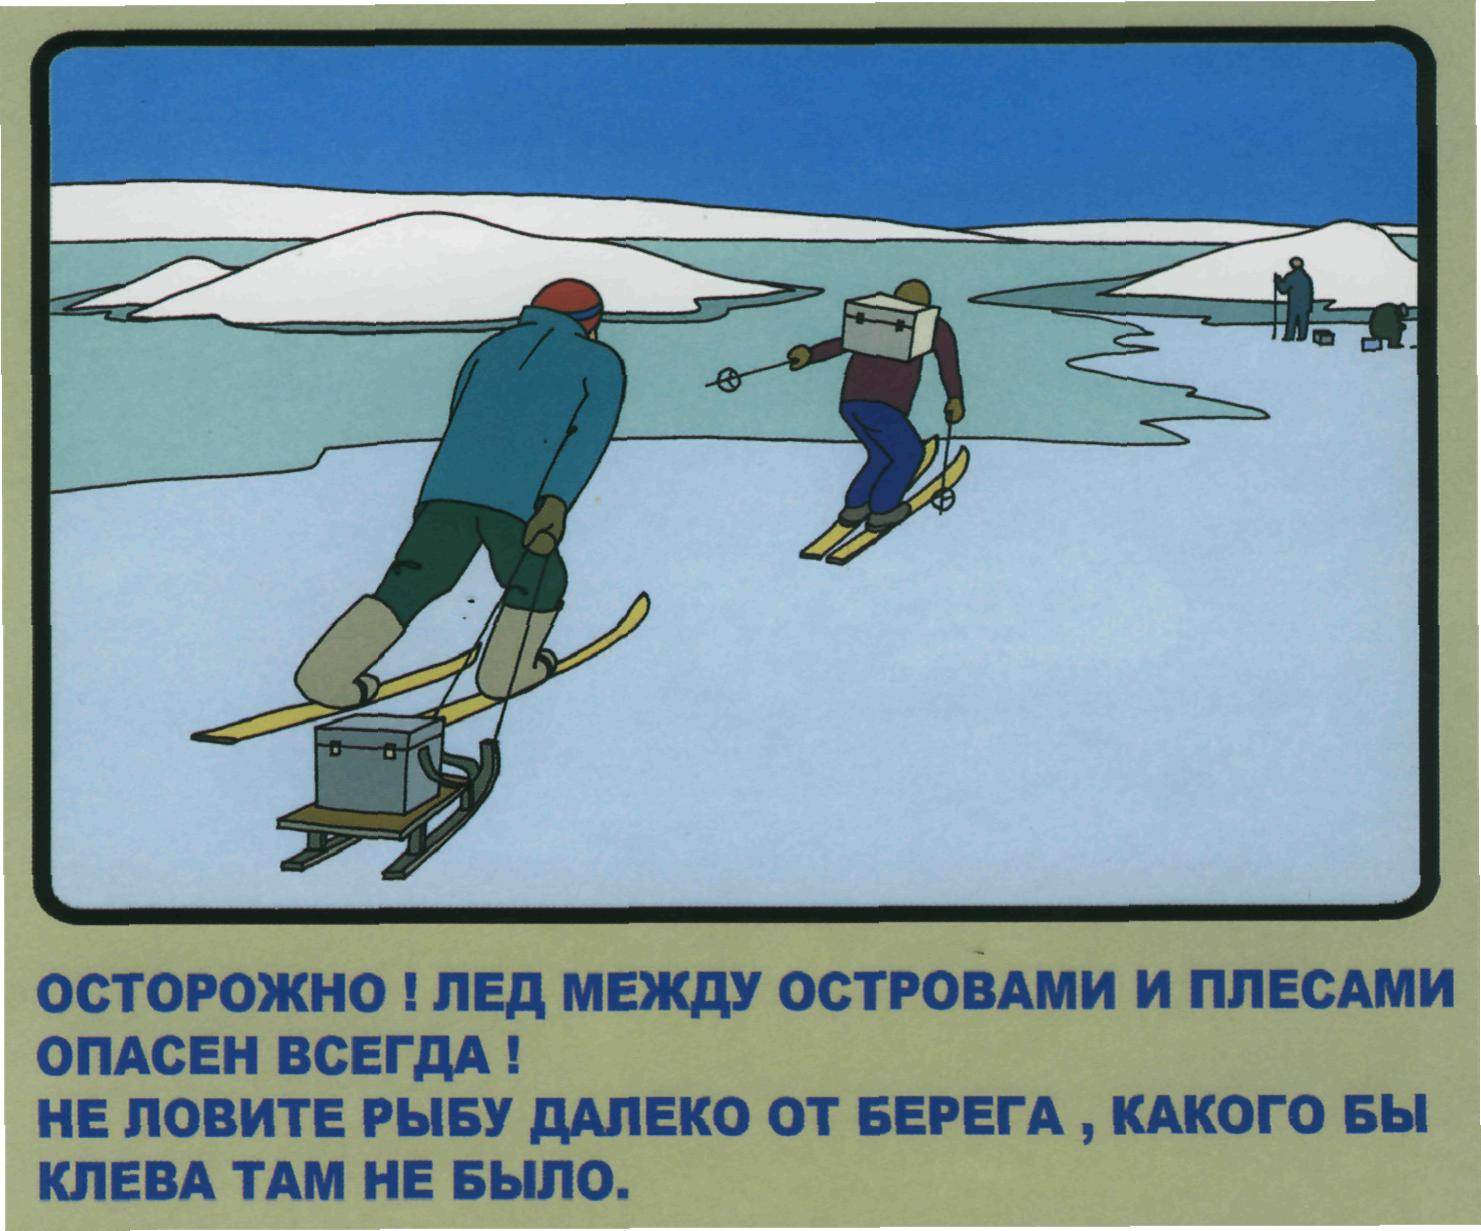 ОСТОРОЖНО ! ЛЕД МЕЖДУ ОСТРОВАМИ И ПЛЕСАМИ
ОПАСЕН ВСЕГДА !
НЕ ЛОВИТЕ РЫБУ ДАЛЕКО ОТ БЕРЕГА , КАКОГО БЫ
КЛЕВА ТАМ НЕ БЫЛО.